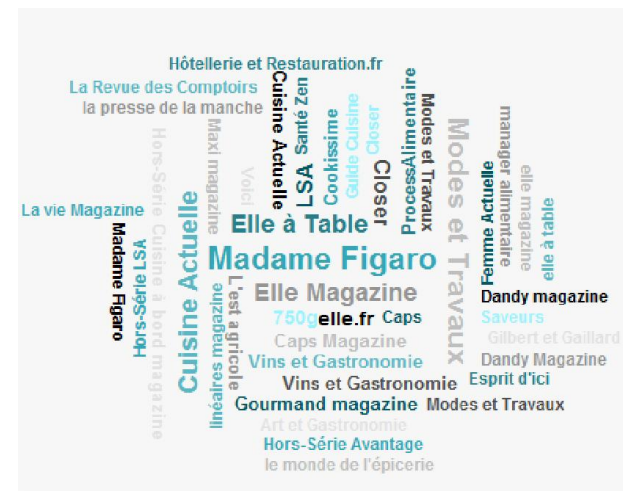 Hôtellerie et Restauration.fr
La Revue des Comptoirs
la presse de la manche
Cuisine Actuelle
Santé Zen
LSA
Cookissime
Guide Cuisine
Closer
Closer
ProcessAlimentaire
Modes et Travaux
Modes et Travaux
manager alimentaire
elle magazine
elle à table
Femme Actuelle
Hors-Série Cuisine à bord magazine
Maxi magazine
Voici
La vie Magazine
Madame Figaro
Hors-Série LSA
Cuisine Actuelle
Elle à Table
Madame Figaro
linéaires magazine
L'est agricole
Elle Magazine
Dandy magazine
750g
elle.fr
Caps
Saveurs
Caps Magazine
Gilbert et Gaillard
Vins et Gastronomie
Dandy Magazine
Vins et Gastronomie
Esprit d'ici
Gourmand magazine
Modes et Travaux
Art et Gastronomie
Hors-Série Avantage
le monde de l'épicerie